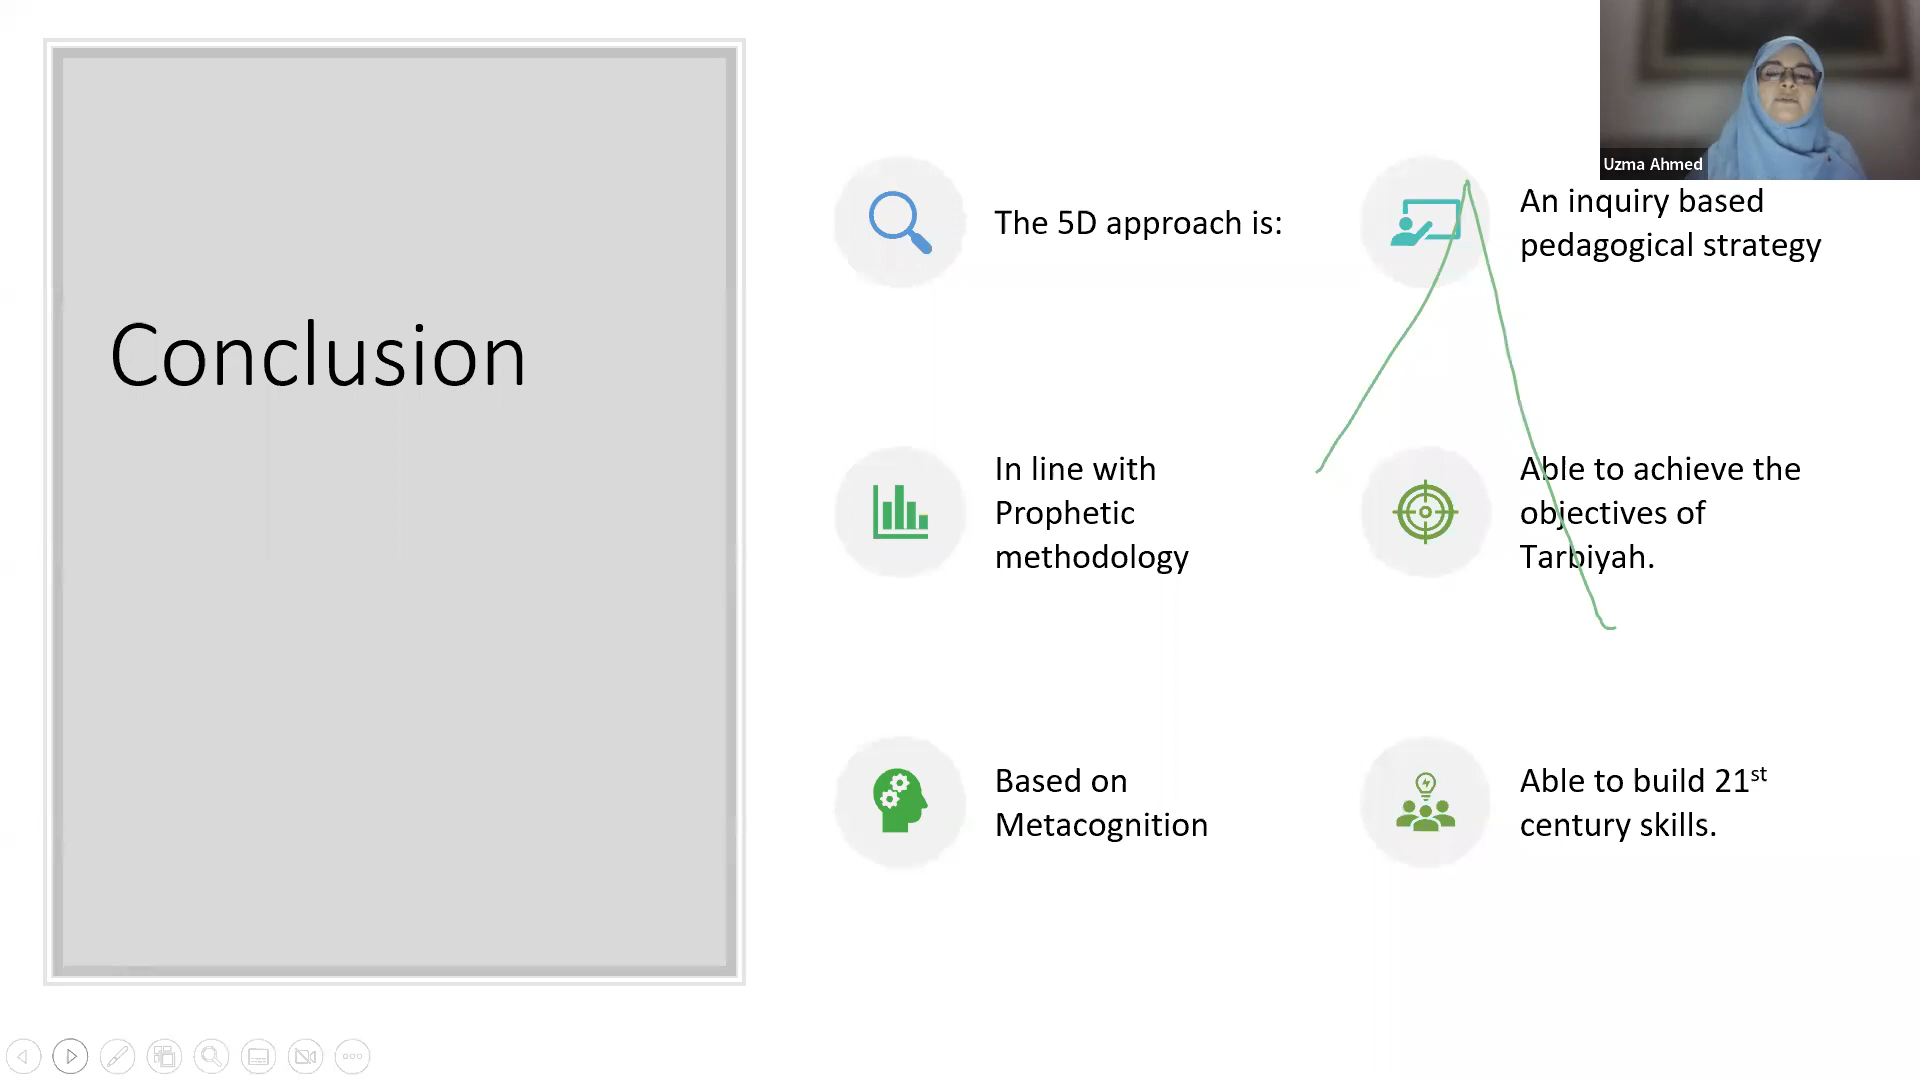 Conclusion
The 5D approach is:
An inquiry based
pedagogical strategy
In line with
Prophetic
methodology
Able to achieve the
objectives of
Tarbiyah.
Based on
Metacognition
Able to build 21st
century skills.
Uzma Ahmed